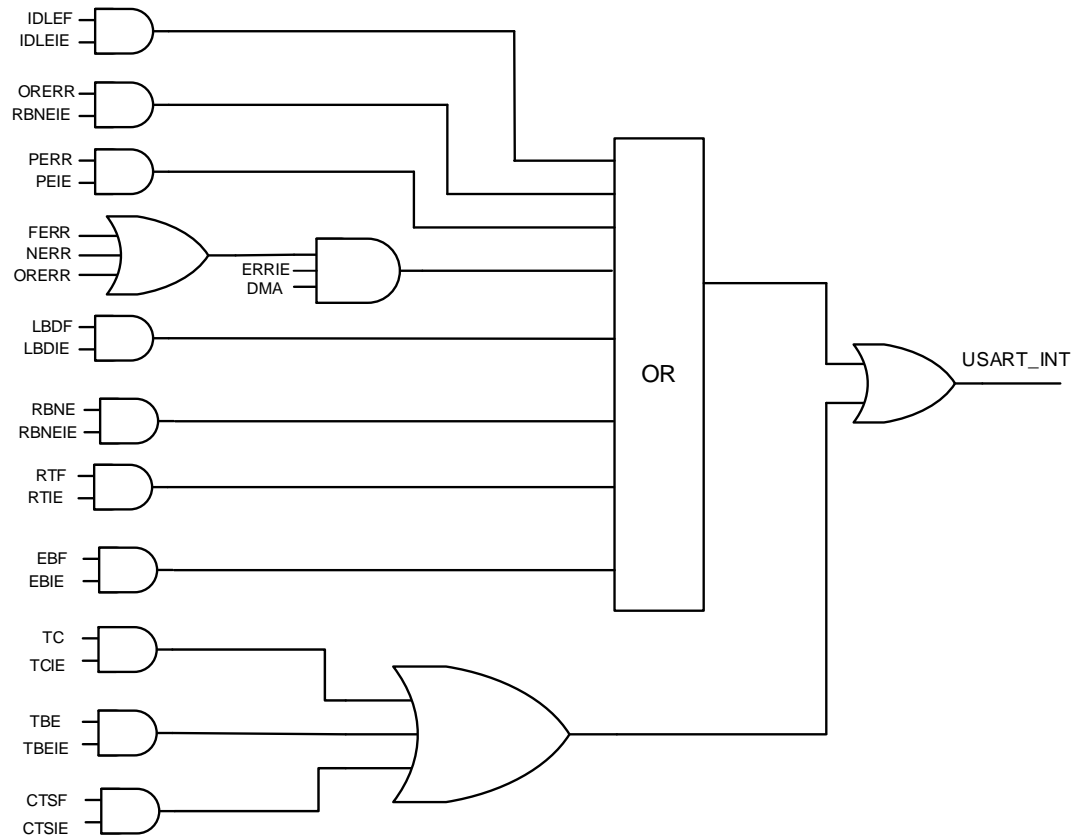 IDLEF
IDLEIE
ORERR
RBNEIE
PERR
PEIE
FERR
NERR
ORERR
ERRIE
DMA
LBDF
LBDIE
RBNE
RBNEIE
RTF
RTIE
EBF
EBIE
TC
TCIE
TBE
TBEIE
CTSF
CTSIE
OR
USART_INT